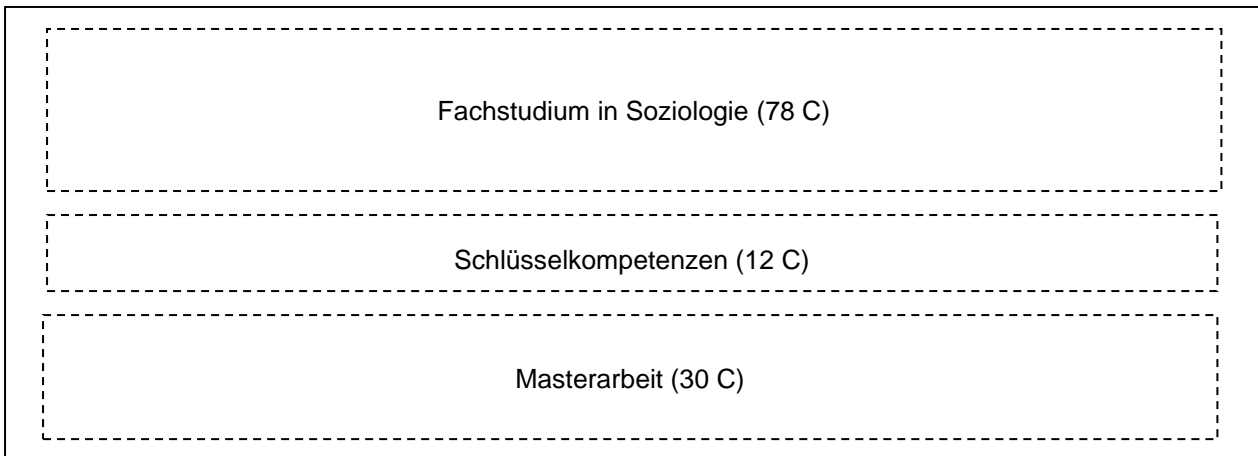 Fachstudium in Soziologie (78 C)
Schlüsselkompetenzen (12 C)
Masterarbeit (30 C)